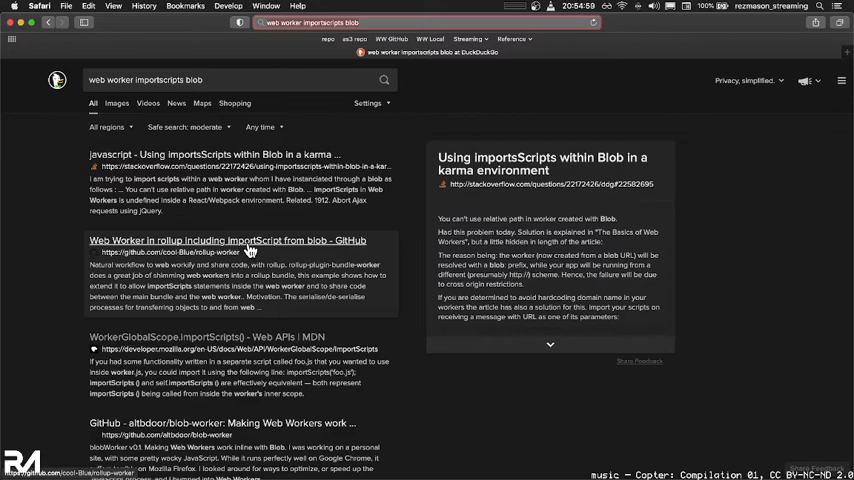 Safari File Edit View History Bookmarks Develop Window Help 100% 20:54:59 rezmason_streaming
web worker importscripts blob
repo as3 repo WW GitHub WW Local Streaming Reference
web worker importscripts blob at DuckDuckGo
web worker importscripts blob
Privacy, simplified.
All Images Videos News Maps Shopping Settings
All regions Safe search: moderate Any time
javascript - Using importsScripts within Blob in a karma ...
https://stackoverflow.com/questions/22172426/using-importsscripts-within-blob-in-a-kar...
I am trying to import scripts within a web worker whom I have instanciated through a blob as
follows : ... You can't use relative path in worker created with Blob. ... importScripts in Web
Workers is undefined inside a React/Webpack environment. Related. 1912. Abort Ajax
requests using jQuery.
Web Worker in rollup including importScript from blob - GitHub
https://github.com/cool-Blue/rollup-worker
Natural workflow to web workify and share code, with rollup. rollup-plugin-bundle-worker
does a great job of shimming web workers into a rollup bundle, this example shows how to
extend it to allow importScripts statements inside the web worker and to share code
between the main bundle and the web worker.. Motivation. The serialise/de-serialise
processes for transferring objects to and from web ...
WorkerGlobalScope.importScripts() - Web APIs | MDN
https://developer.mozilla.org/en-US/docs/Web/API/WorkerGlobalScope/importScripts
If you had some functionality written in a separate script called foo.js that you wanted to use
inside worker.js, you could import it using the following line: importScripts('foo.js');
importScripts () and self.importScripts () are effectively equivalent — both represent
importScripts () being called from inside the worker's inner scope.
GitHub - altbdoor/blob-worker: Making Web Workers work ...
https://github.com/altbdoor/blob-worker
blobWorker v0.1. Making Web Workers work inline with Blob. I was working on a personal
site, with some pretty wacky JavaScript. While it runs perfectly well on Google Chrome, it
Using importsScripts within Blob in a
karma environment
http://stackoverflow.com/questions/22172426/ddg#22582695
You can't use relative path in worker created with Blob.
Had this problem today. Solution is explained in "The Basics of Web
Workers", but a little hidden in length of the article:
The reason being: the worker (now created from a blob URL) will be
resolved with a blob: prefix, while your app will be running from a
different (presumably http://) scheme. Hence, the failure will be due
to cross origin restrictions.
If you are determined to avoid hardcoding domain name in your
workers the article has also a solution for this. Import your scripts on
receiving a message with URL as one of its parameters:
Share Feedback
Share Feedback
RM
https://github.com/cool-Blue/rollup-worker
music - Copter: Compilation 01, CC BY-NC-ND 2.0